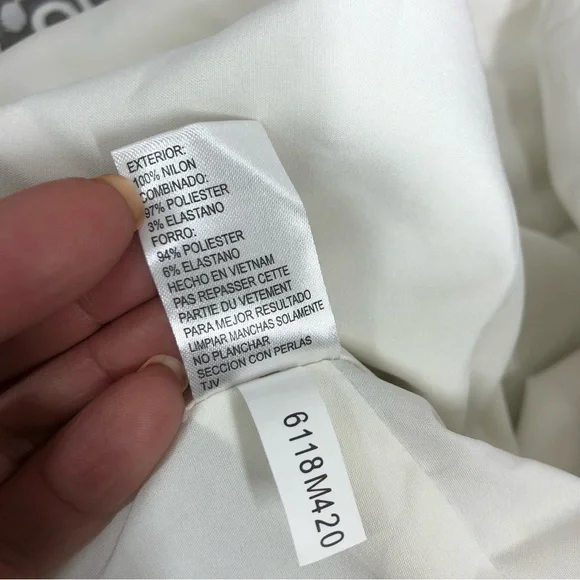 EXTERIOR:
100% NILON
COMBINADO:
97% POLIESTER
3% ELASTANO
FORRO:
94% POLIESTER
6% ELASTANO
HECHO EN VIETNAM
PAS REPASSER CETTE
PARTIE DU VETEMENT
PARA MEJOR RESULTADO
LIMPIAR MANCHAS SOLAMENTE
NO PLANCHAR
SECCION CON PERLAS
TJV
6118M420